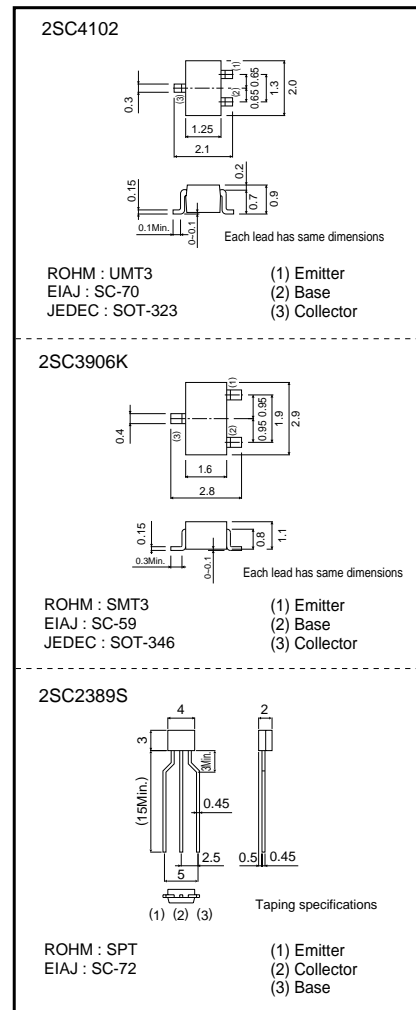 2SC4102
(1)
(2)
(3)
0.3
0.65
0.65
1.3
2.0
1.25
2.1
0.2
0.15
0.7
0.9
0.1Min.
0~0.1
Each lead has same dimensions
ROHM : UMT3
EIAJ : SC-70
JEDEC : SOT-323
(1) Emitter
(2) Base
(3) Collector
2SC3906K
(1)
(2)
(3)
0.4
0.95
0.95
1.9
2.9
1.6
2.8
0.15
0.8
1.1
0.3Min.
0~0.1
Each lead has same dimensions
ROHM : SMT3
EIAJ : SC-59
JEDEC : SOT-346
(1) Emitter
(2) Base
(3) Collector
2SC2389S
4
2
3
(15Min.)
3Min.
0.45
2.5
5
0.5
0.45
(1) (2) (3)
Taping specifications
ROHM : SPT
EIAJ : SC-72
(1) Emitter
(2) Collector
(3) Base